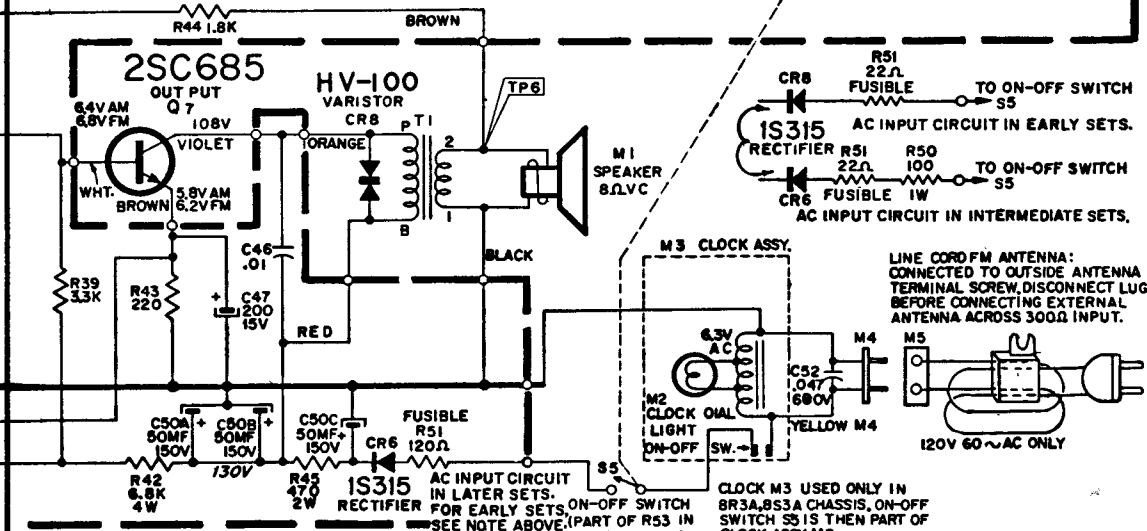 R44 1.8K
BROWN
2SC685
OUT PUT
Q7
6.4V AM
6.8V FM
108V
VIOLET
WHT.
BROWN
5.8V AM
6.2V FM
HV-100
VARISTOR
CR8
ORANGE
P T1
B
2
1
TP6
M1
SPEAKER
8Ω VC
BLACK
CR8
R51
22Ω
FUSIBLE
TO ON-OFF SWITCH
S5
AC INPUT CIRCUIT IN EARLY SETS.
1S315
RECTIFIER
R51
22Ω
FUSIBLE
R50
100
1W
TO ON-OFF SWITCH
S5
CR6
AC INPUT CIRCUIT IN INTERMEDIATE SETS.
R39
3.3K
R43
220
C47
200
15V
C46
.01
RED
M3 CLOCK ASSY.
6.3V
AC
M2
CLOCK DIAL
LIGHT
ON-OFF SW.
C52
.047
600V
M4
YELLOW M4
M5
LINE CORD FM ANTENNA:
CONNECTED TO OUTSIDE ANTENNA
TERMINAL SCREW. DISCONNECT LUG
BEFORE CONNECTING EXTERNAL
ANTENNA ACROSS 300Ω INPUT.
120V 60~AC ONLY
C50A
50MF
150V
C50B
50MF
150V
130V
C50C
50MF
150V
R42
6.8K
4W
R45
470
2W
CR6
1S315
RECTIFIER
FUSIBLE
R51
120Ω
AC INPUT CIRCUIT
IN LATER SETS.
FOR EARLY SETS,
SEE NOTE ABOVE.
S5
ON-OFF SWITCH
(PART OF R53 IN
CLOCK M3 USED ONLY IN
8R3A,8S3A CHASSIS, ON-OFF
SWITCH S5 IS THEN PART OF